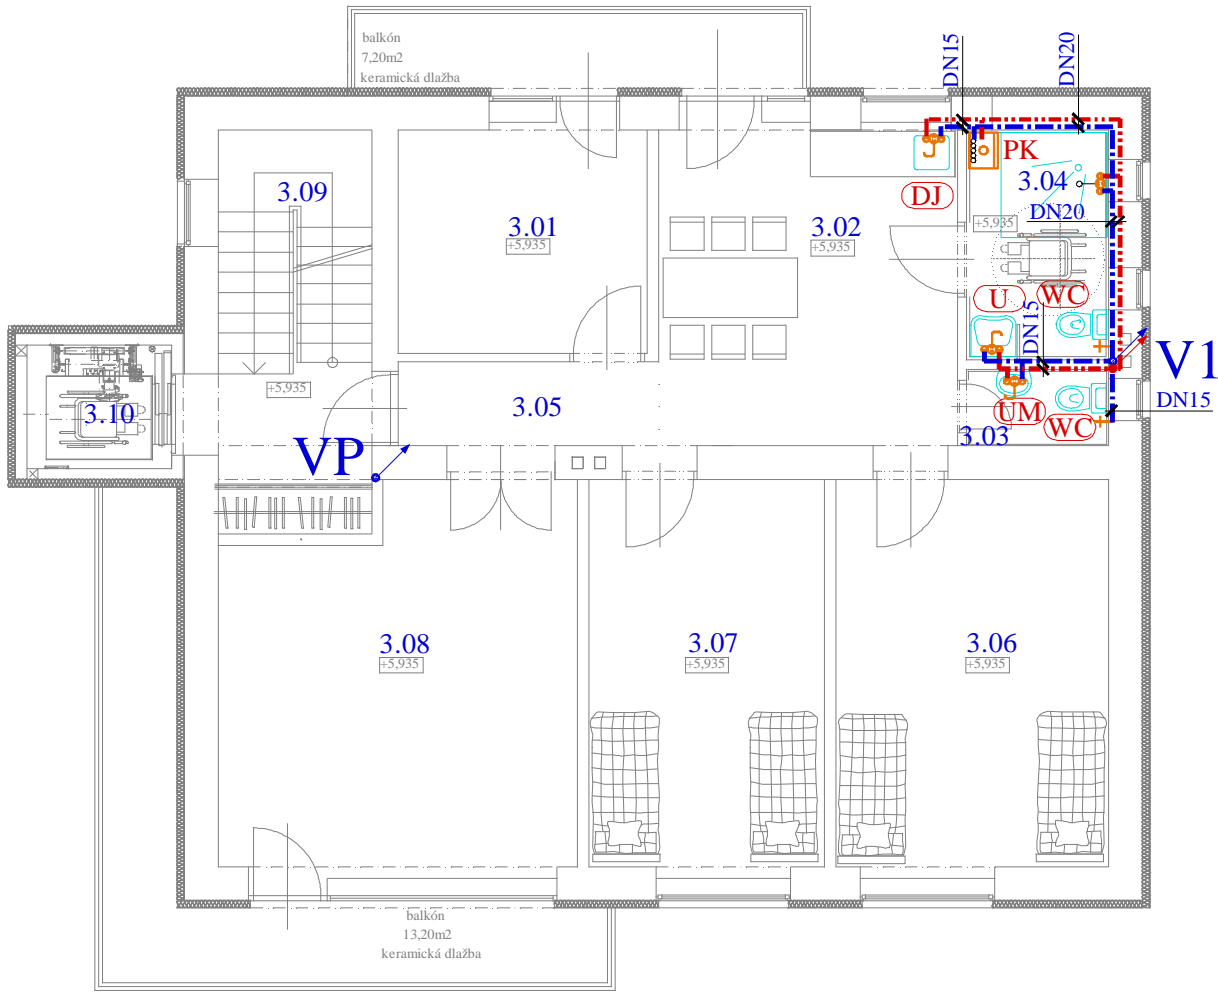 balkón
7,20m2
keramická dlažba
DN15
DN20
PK
3.09
3.04
DJ
3.01
+5,935
3.02
+5,935
DN20
+5,935
U
WC
DN15
V1
DN15
3.10
+5,935
3.05
UM
WC
3.03
VP
3.08
+5,935
3.07
+5,935
3.06
+5,935
balkón
13,20m2
keramická dlažba